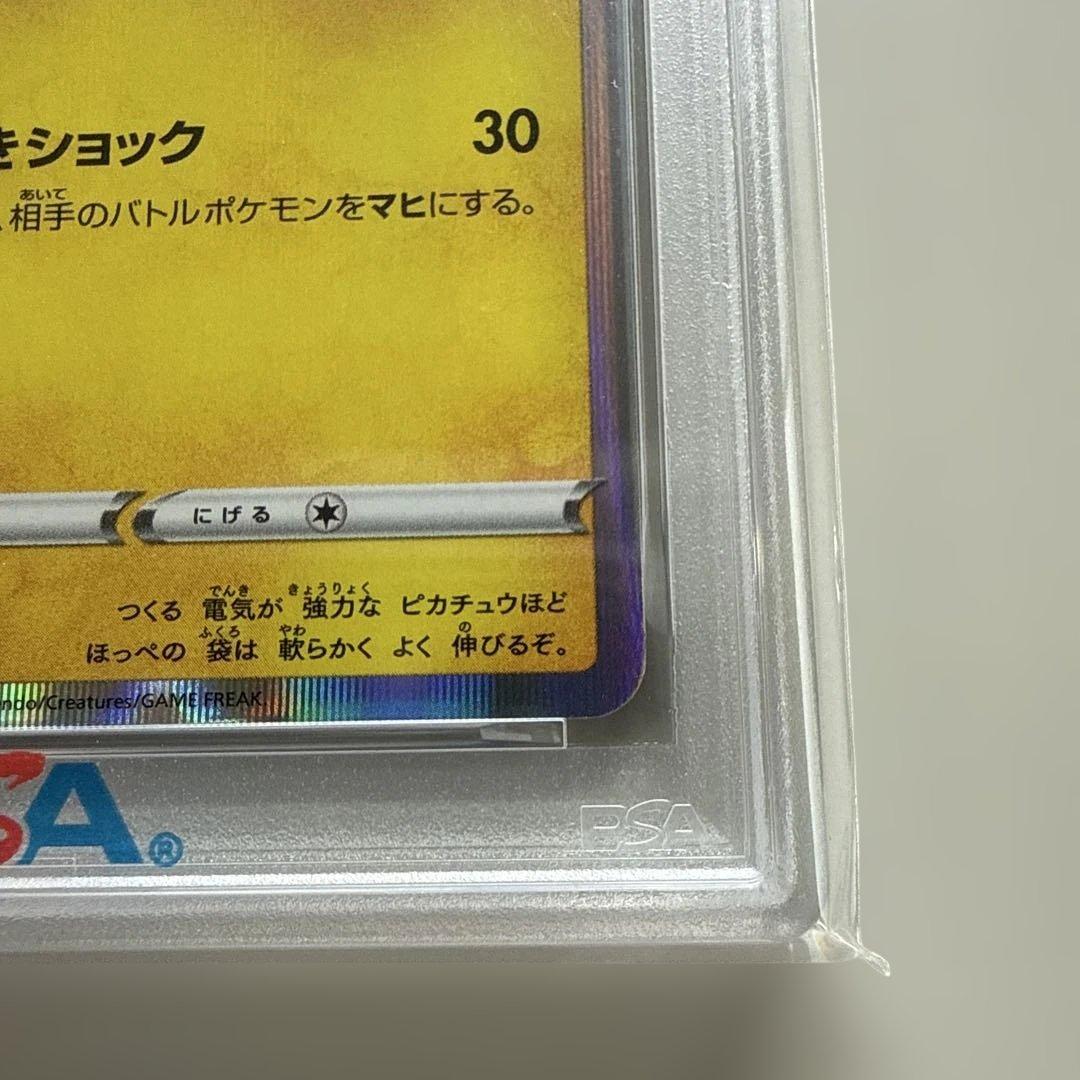 きショック 30
、相手のバトルポケモンをマヒにする。
にげる
つくる 電気が 強力な ピカチュウほど
ほっぺの 袋は 軟らかく よく 伸びるぞ。
ndo/Creatures/GAME FREAK.
SA®
PSA